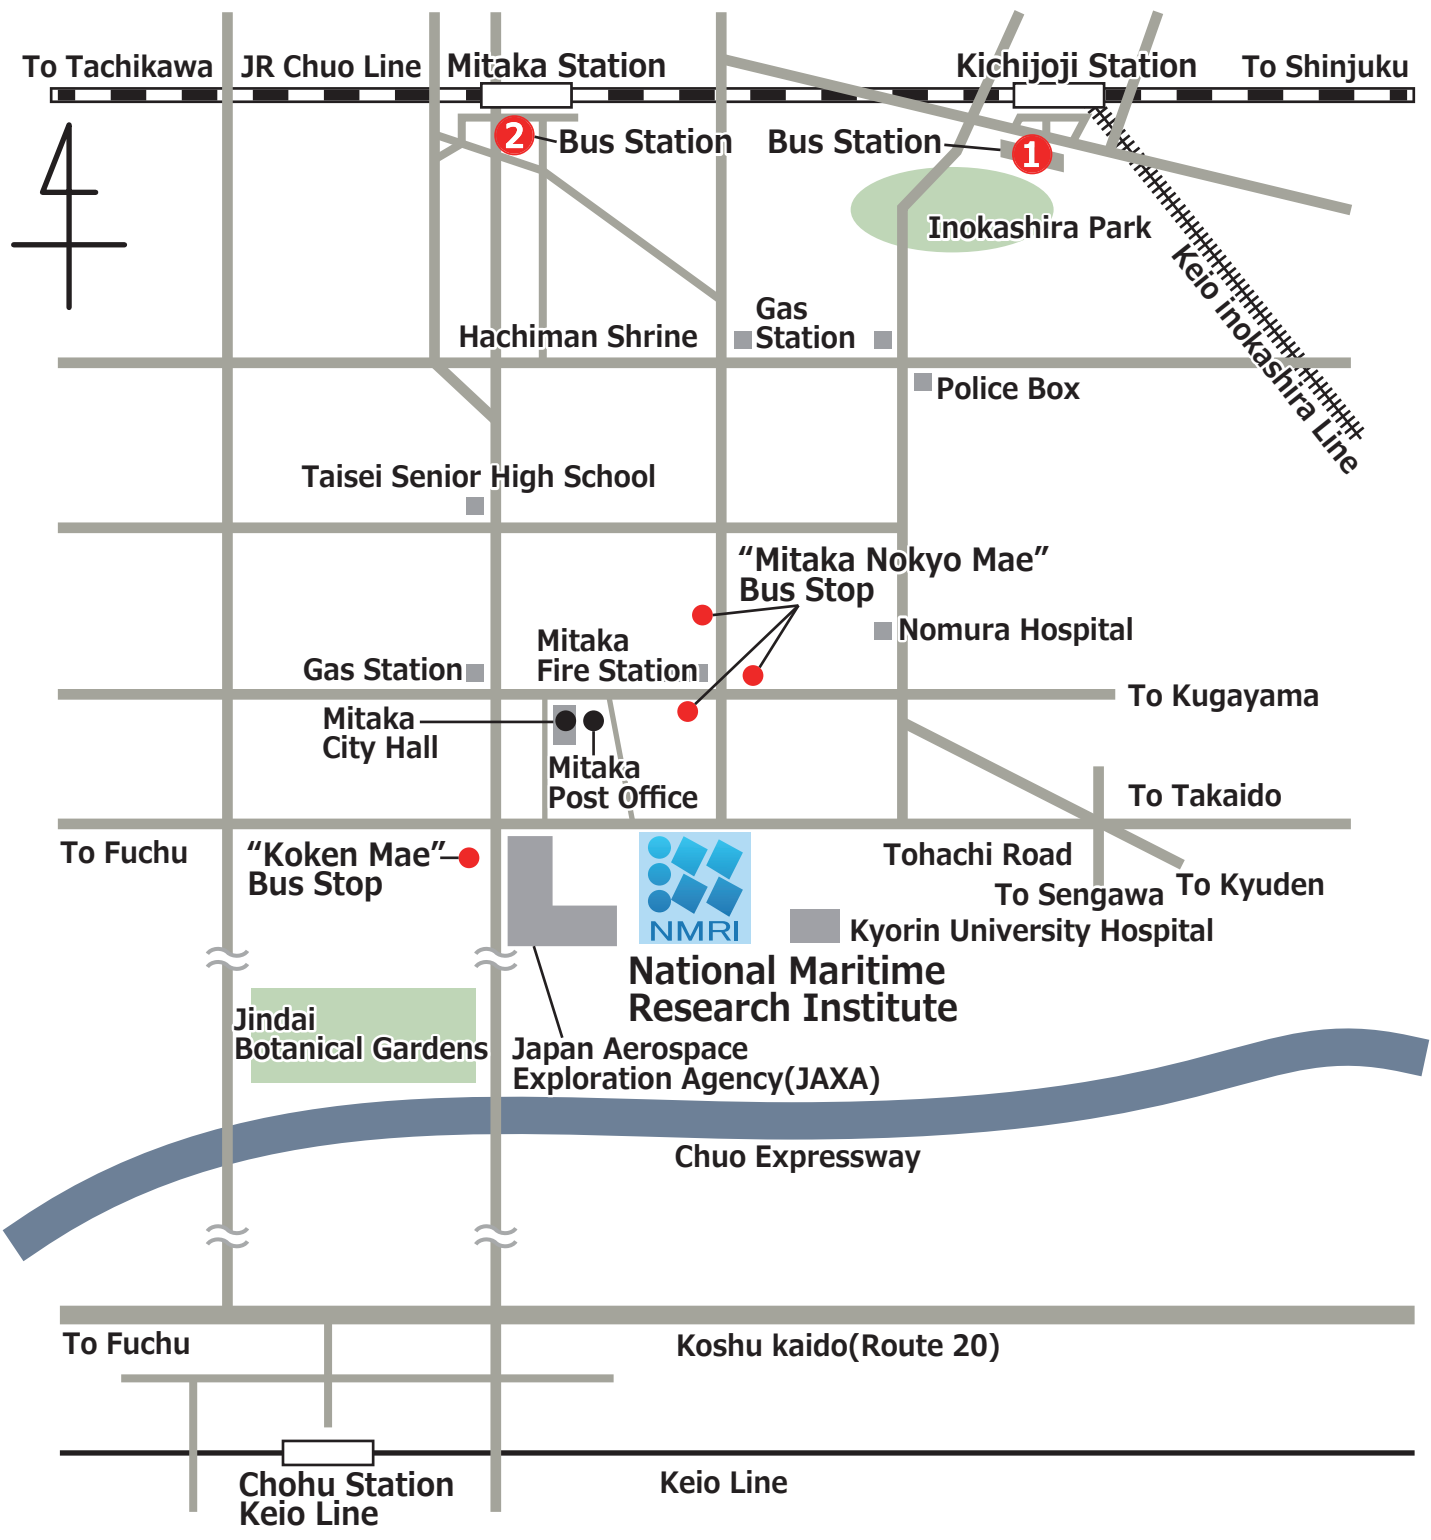 To Tachikawa
JR Chuo Line
Mitaka Station
Kichijoji Station
To Shinjuku
2
Bus Station
Bus Station
1
Inokashira Park
Keio inokashira Line
Gas
Station
Hachiman Shrine
Police Box
Taisei Senior High School
“Mitaka Nokyo Mae”
Bus Stop
Nomura Hospital
Mitaka
Fire Station
Gas Station
To Kugayama
Mitaka
City Hall
Mitaka
Post Office
To Takaido
To Fuchu
“Koken Mae”
Bus Stop
Tohachi Road
To Sengawa
To Kyuden
NMRI
Kyorin University Hospital
National Maritime
Research Institute
Jindai
Botanical Gardens
Japan Aerospace
Exploration Agency(JAXA)
Chuo Expressway
To Fuchu
Koshu kaido(Route 20)
Chohu Station
Keio Line
Keio Line